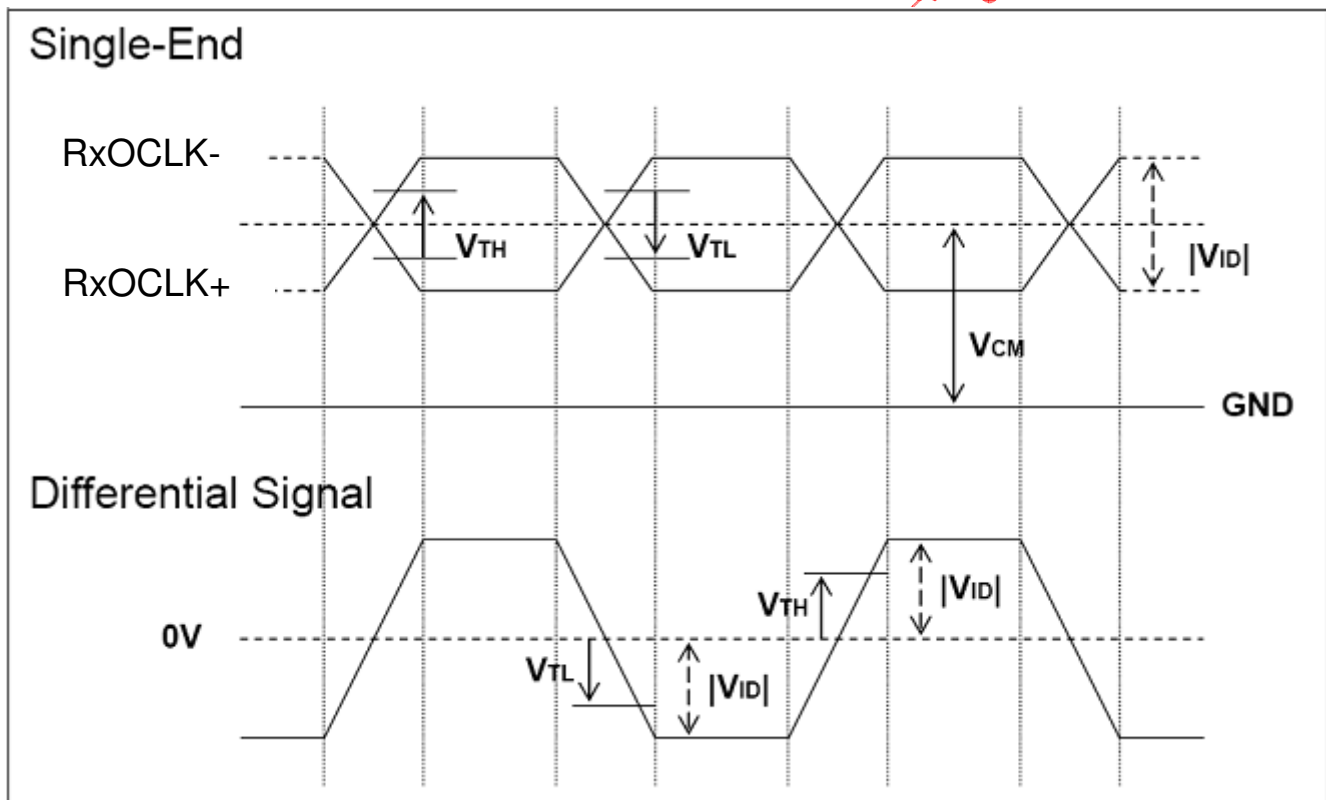 Single-End
RxOCLK-
VTH
VTL
|VID|
RxOCLK+
VCM
GND
Differential Signal
VTH
|VID|
0V
VTL
|VID|